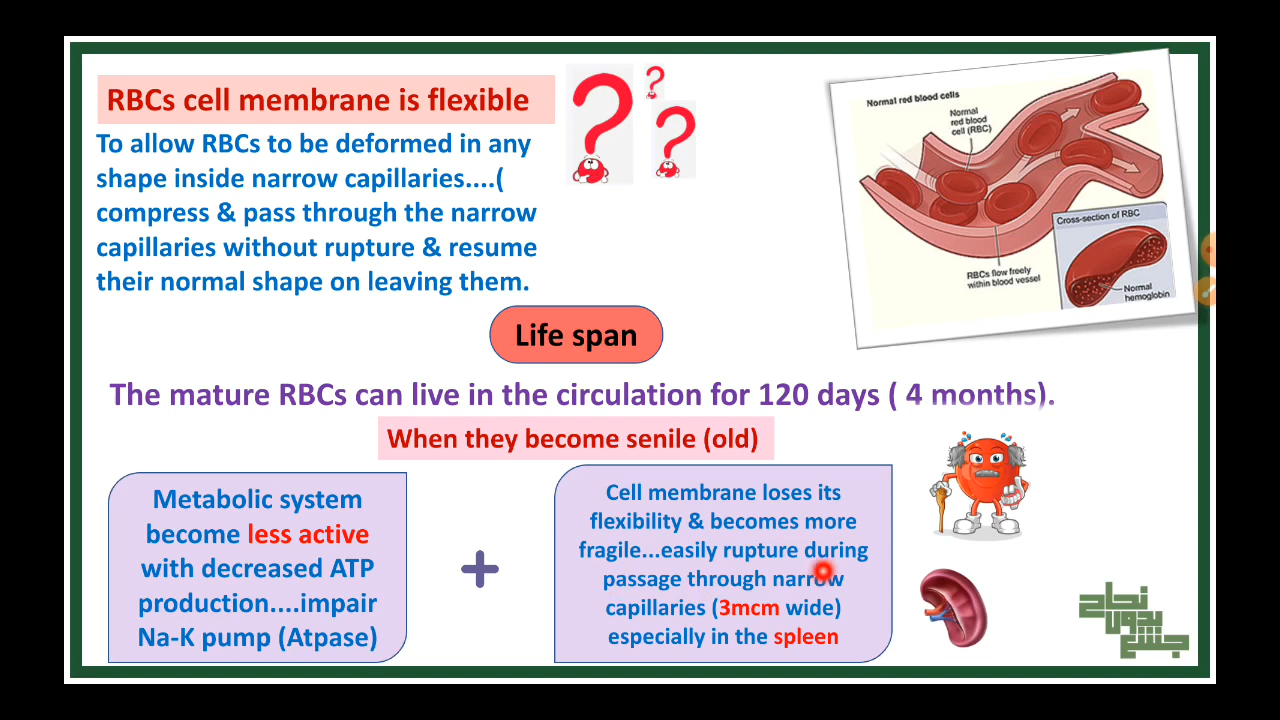 RBCs cell membrane is flexible
To allow RBCs to be deformed in any
shape inside narrow capillaries....(
compress & pass through the narrow
capillaries without rupture & resume
their normal shape on leaving them.
Normal red blood cells
Normal
red blood
cell (RBC)
Cross-section of RBC
RBCs flow freely
within blood vessel
Normal
hemoglobin
Life span
The mature RBCs can live in the circulation for 120 days ( 4 months).
When they become senile (old)
Metabolic system
become less active
with decreased ATP
production....impair
Na-K pump (Atpase)
+
Cell membrane loses its
flexibility & becomes more
fragile...easily rupture during
passage through narrow
capillaries (3mcm wide)
especially in the spleen
نجاح
بدون
جشع